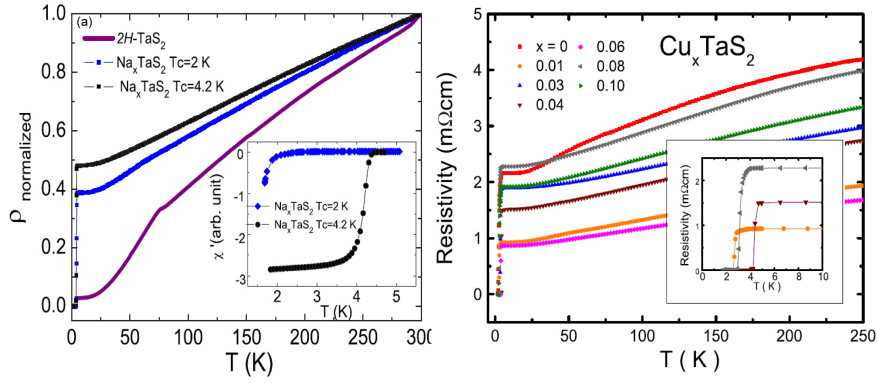 (a)
2H-TaS₂
NaₓTaS₂ Tc=2 K
NaₓTaS₂ Tc=4.2 K
ρ normalized
1.0
0.8
0.6
0.4
0.2
0.0
0 50 100 150 200 250 300
T (K)
χ '(arb. unit)
0
-1
-2
-3
NaₓTaS₂ Tc=2 K
NaₓTaS₂ Tc=4.2 K
2 3 4 5
T(K)
CuₓTaS₂
x = 0 0.06
0.01 0.08
0.03 0.10
0.04
Resistivity (mΩcm)
5
4
3
2
1
0
0 50 100 150 200 250
T ( K )
Resistivity (mΩcm)
2
1
0
0 2 4 6 8 10
T ( K )